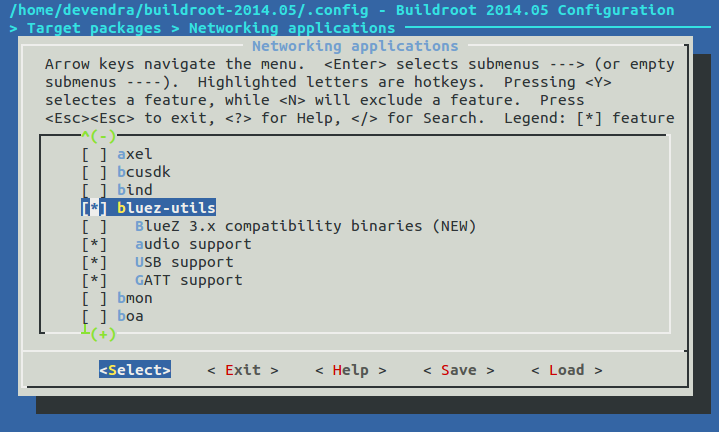 /home/devendra/buildroot-2014.05/.config - Buildroot 2014.05 Configuration
> Target packages > Networking applications
Networking applications
Arrow keys navigate the menu.  <Enter> selects submenus ---> (or empty
submenus ----).  Highlighted letters are hotkeys.  Pressing <Y>
selectes a feature, while <N> will exclude a feature.  Press
<Esc><Esc> to exit, <?> for Help, </> for Search.  Legend: [*] feature
^(-)
[ ] axel
[ ] bcusdk
[ ] bind
[*] bluez-utils
[ ]   BlueZ 3.x compatibility binaries (NEW)
[*]   audio support
[*]   USB support
[*]   GATT support
[ ] bmon
[ ] boa
┴(+)
<Select>    < Exit >    < Help >    < Save >    < Load >